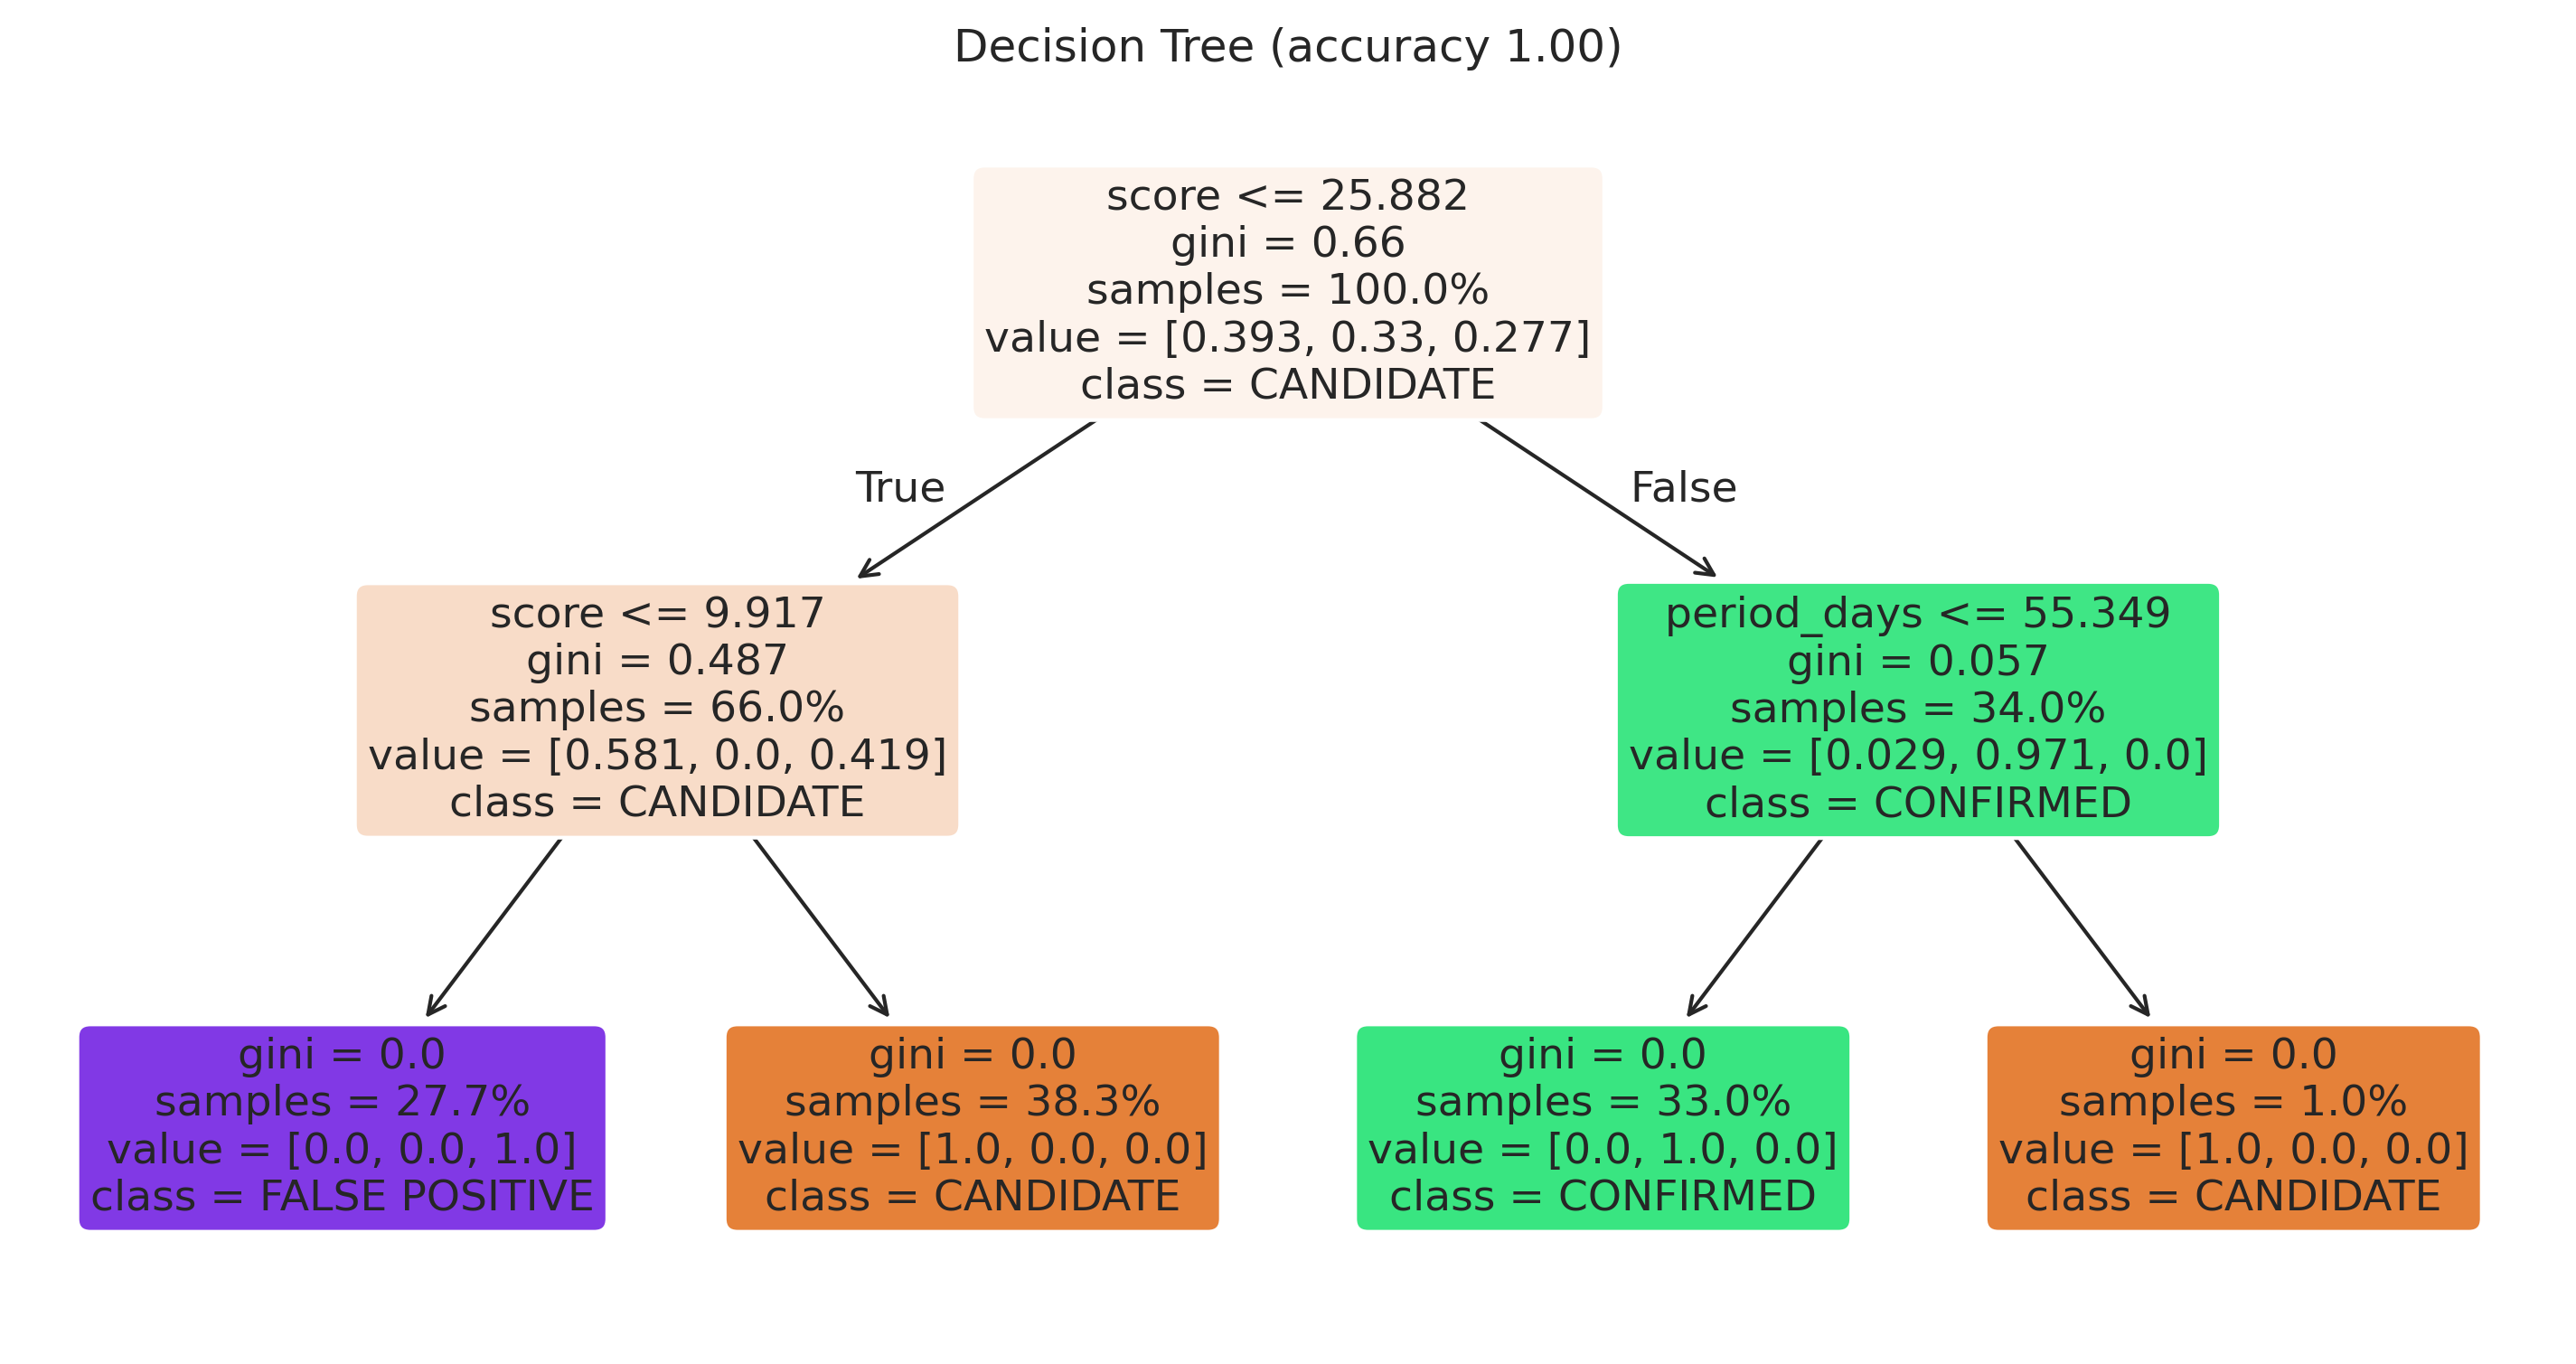 Decision Tree (accuracy 1.00)
score <= 25.882
gini = 0.66
samples = 100.0%
value = [0.393, 0.33, 0.277]
class = CANDIDATE
True
False
score <= 9.917
gini = 0.487
samples = 66.0%
value = [0.581, 0.0, 0.419]
class = CANDIDATE
period_days <= 55.349
gini = 0.057
samples = 34.0%
value = [0.029, 0.971, 0.0]
class = CONFIRMED
gini = 0.0
samples = 27.7%
value = [0.0, 0.0, 1.0]
class = FALSE POSITIVE
gini = 0.0
samples = 38.3%
value = [1.0, 0.0, 0.0]
class = CANDIDATE
gini = 0.0
samples = 33.0%
value = [0.0, 1.0, 0.0]
class = CONFIRMED
gini = 0.0
samples = 1.0%
value = [1.0, 0.0, 0.0]
class = CANDIDATE